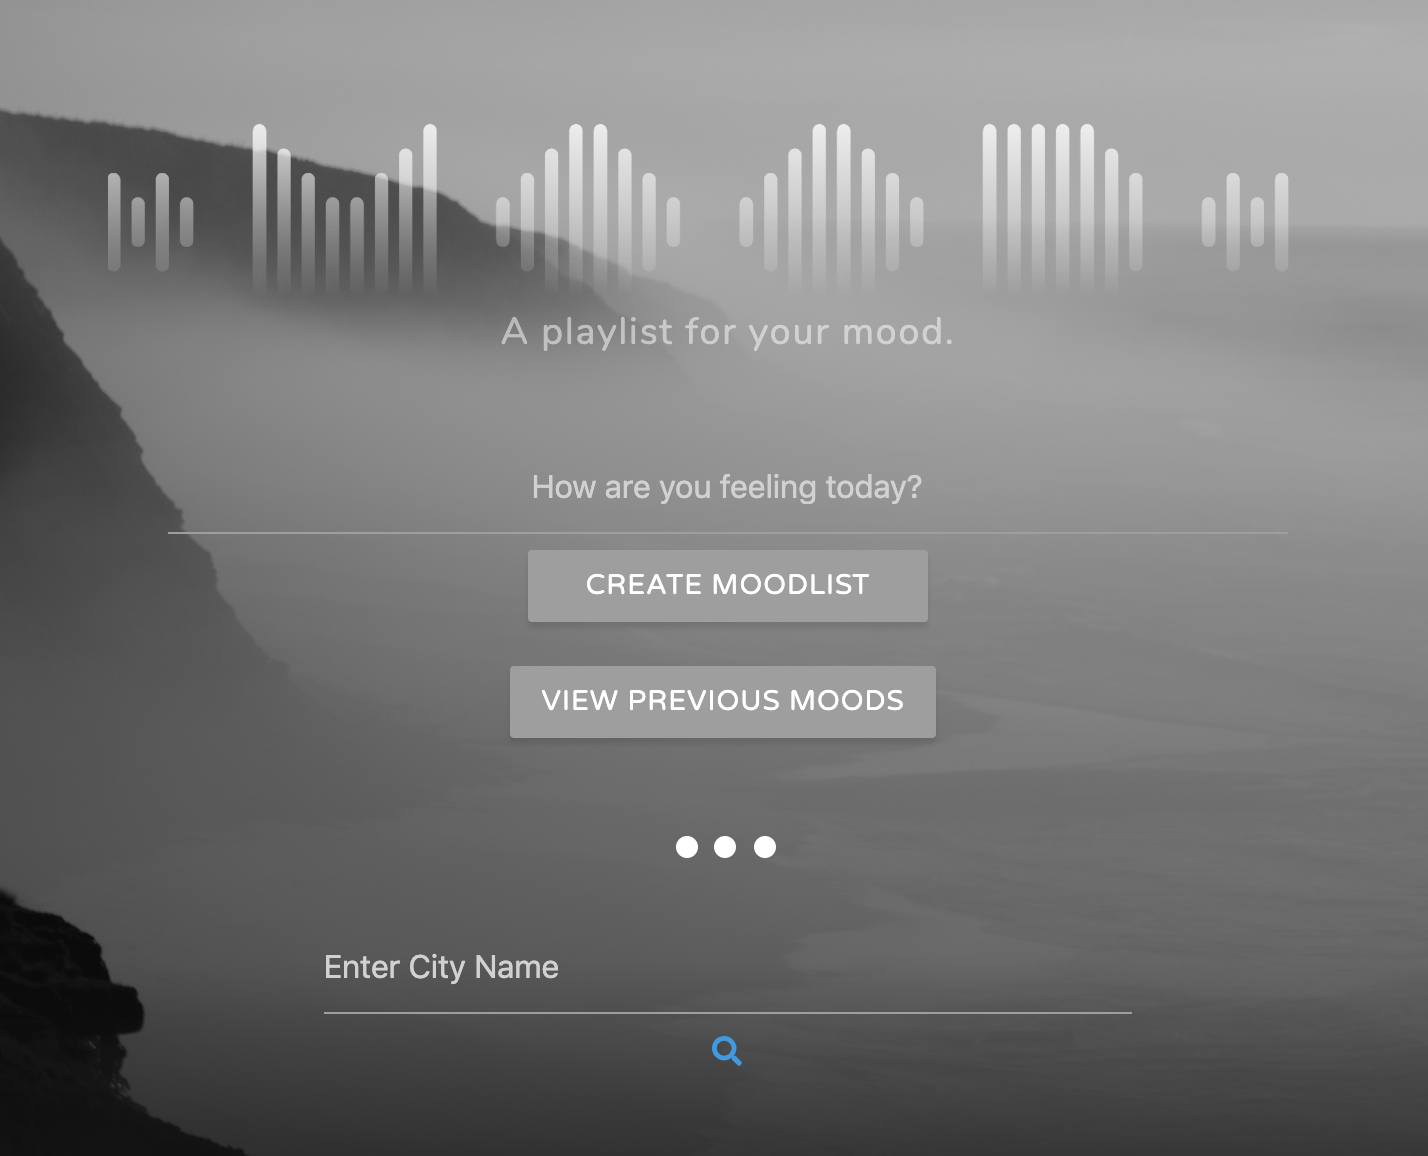 A playlist for your mood.
How are you feeling today?
CREATE MOODLIST
VIEW PREVIOUS MOODS
Enter City Name